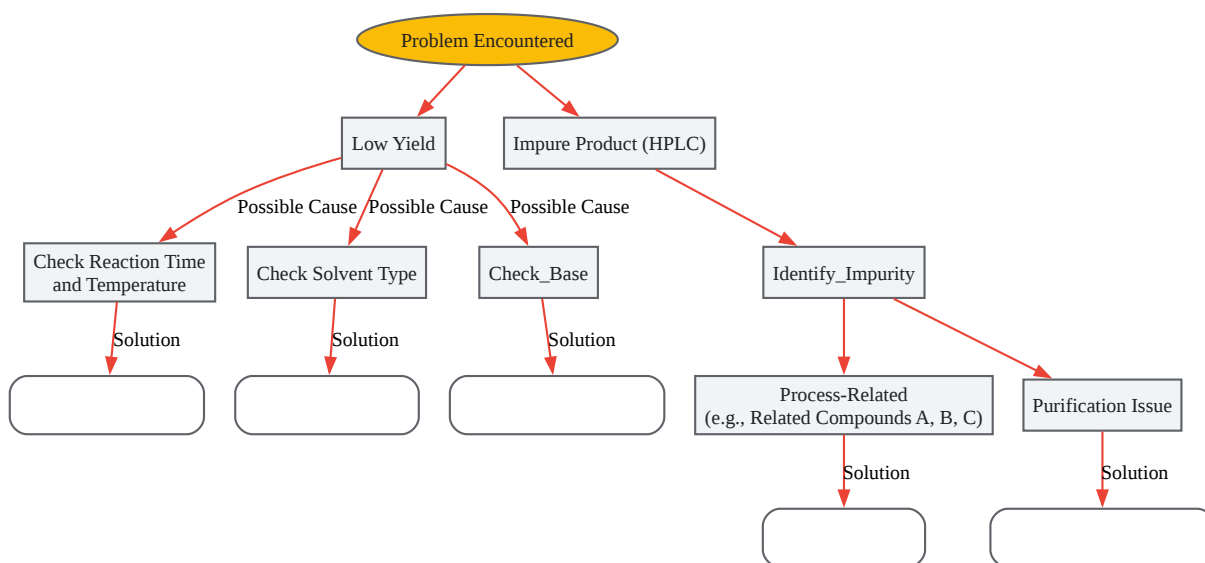 Problem Encountered
Low Yield
Impure Product (HPLC)
Possible Cause
Possible Cause
Possible Cause
Check Reaction Time
and Temperature
Check Solvent Type
Check_Base
Identify_Impurity
Solution
Solution
Solution
Process-Related
(e.g., Related Compounds A, B, C)
Purification Issue
Solution
Solution